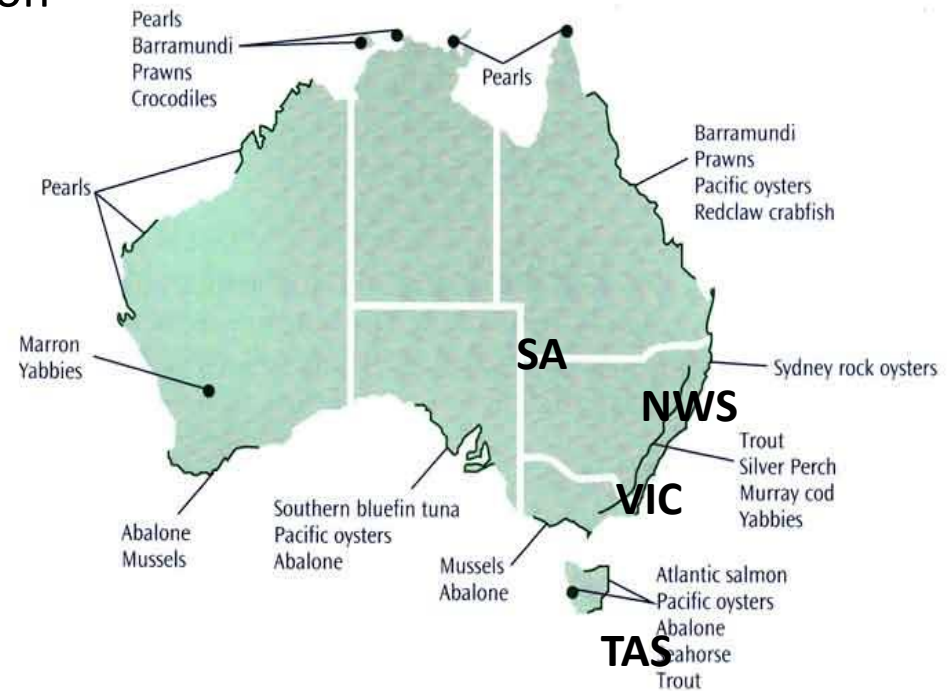 Pearls
Barramundi
Prawns
Crocodiles
Pearls
Barramundi
Prawns
Pacific oysters
Redclaw crabfish
Pearls
Marron
Yabbies
SA
Sydney rock oysters
NWS
Trout
Silver Perch
Murray cod
Yabbies
VIC
Southern bluefin tuna
Pacific oysters
Abalone
Abalone
Mussels
Mussels
Abalone
Atlantic salmon
Pacific oysters
Abalone
TAS
Trout